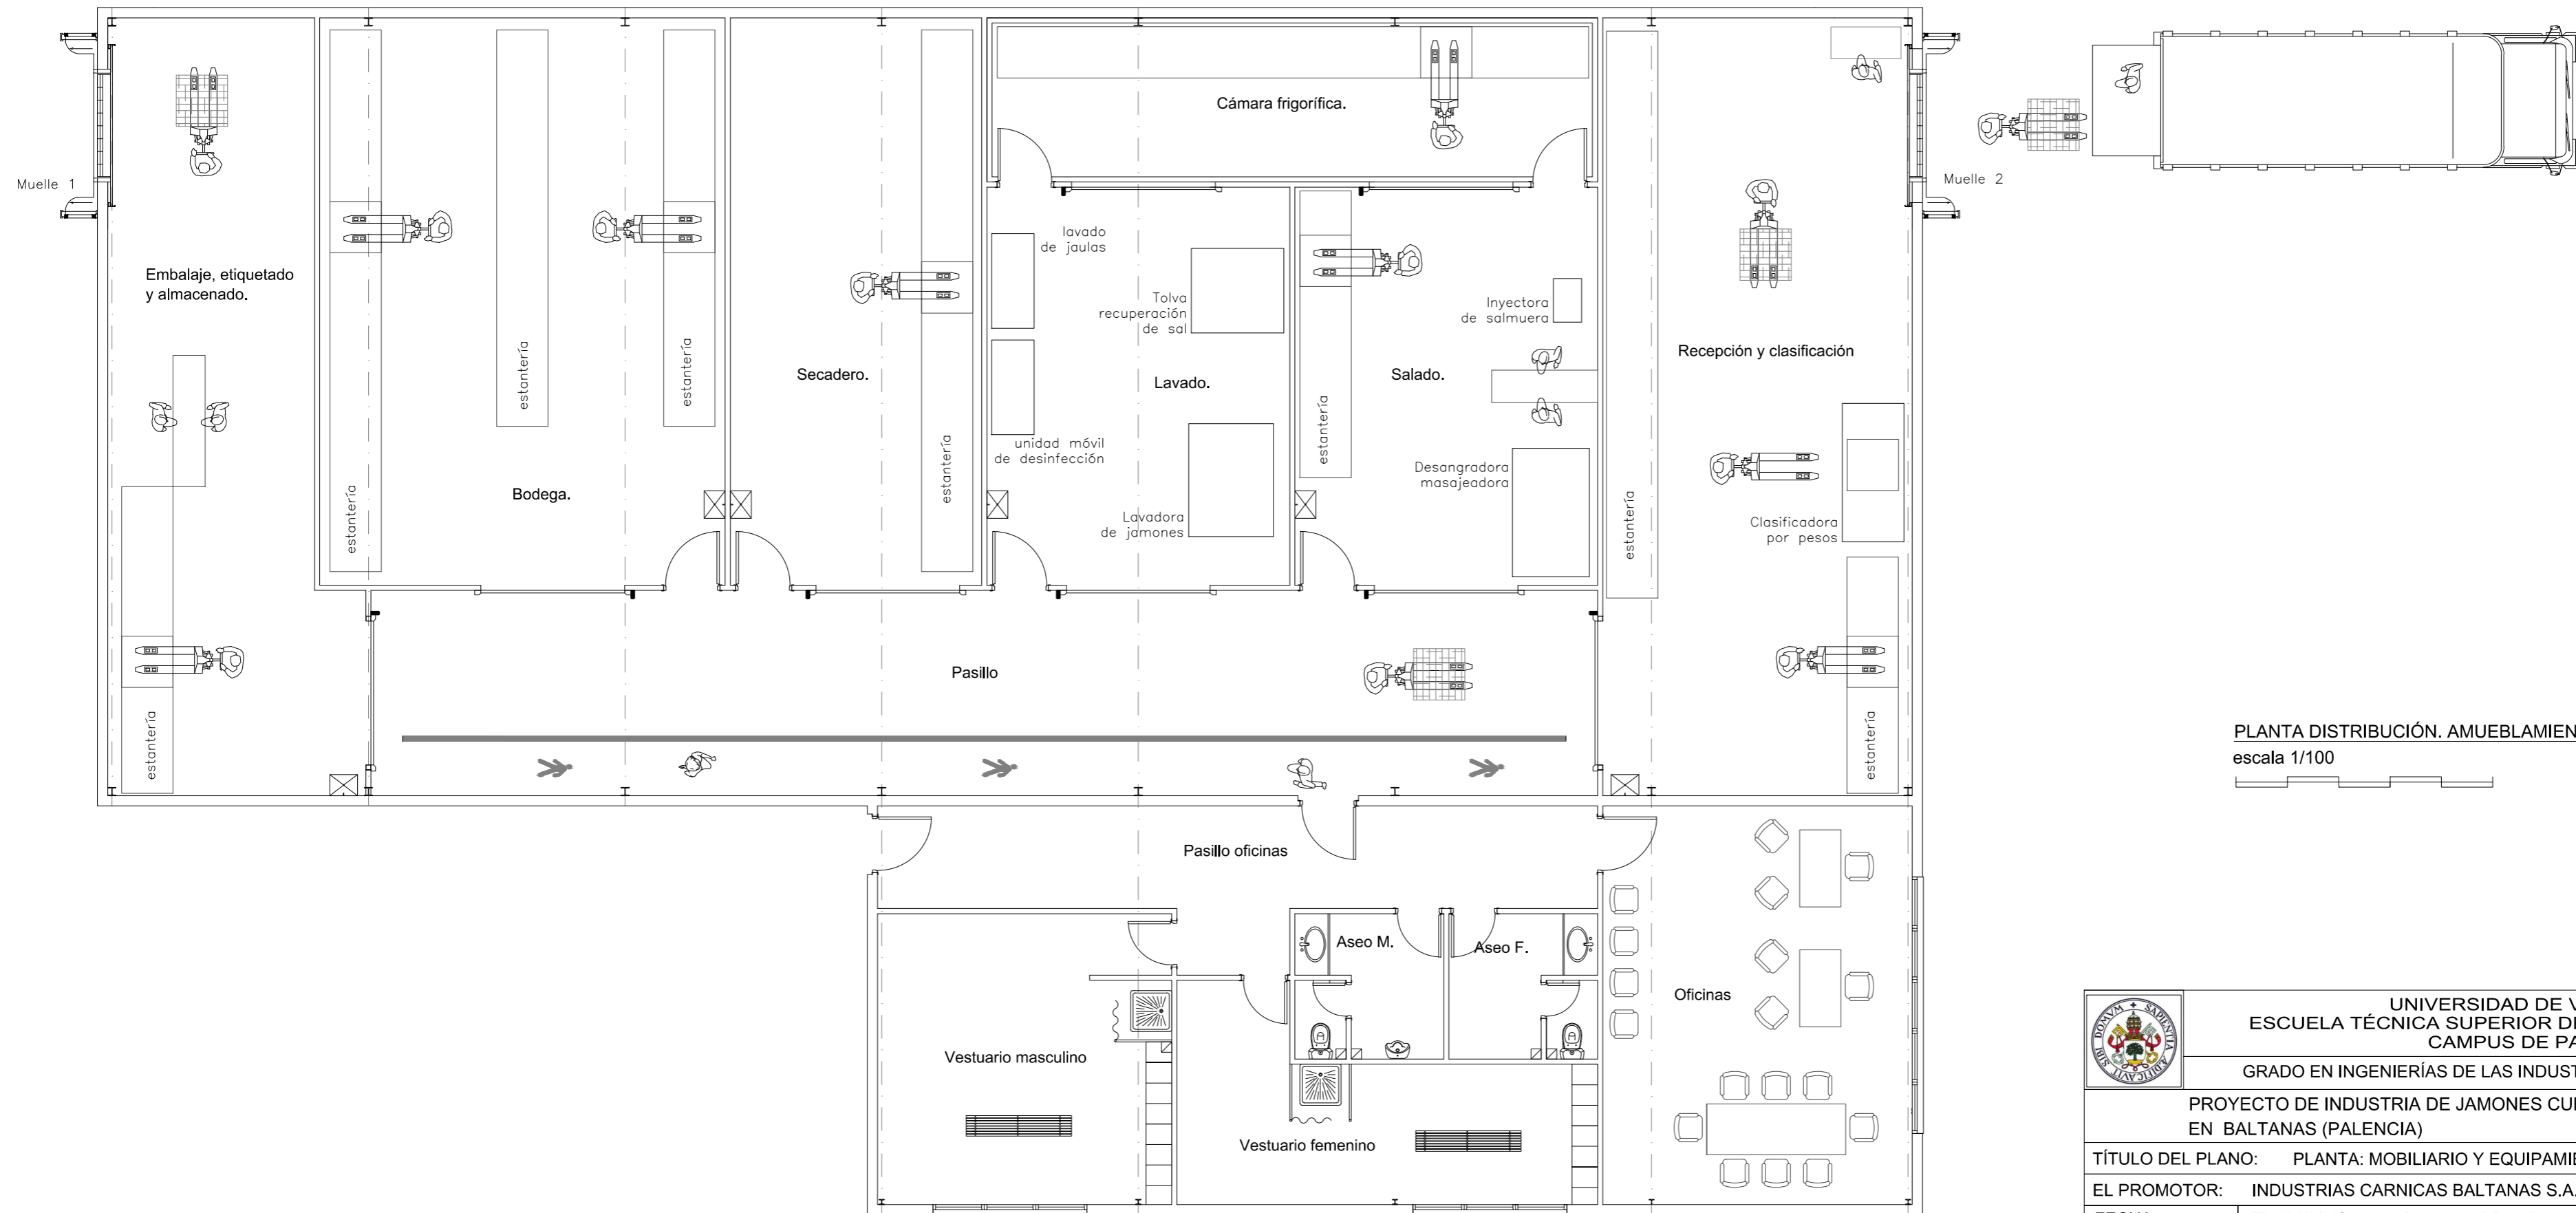 Cámara frigorífica.
Muelle 1
Muelle 2
lavado
de jaulas
Embalaje, etiquetado
y almacenado.
Tolva
recuperación
de sal
Inyectora
de salmuera
Recepción y clasificación
estantería
estantería
Secadero.
Lavado.
Salado.
estantería
unidad móvil
de desinfección
estantería
Desangradora
masajeadora
Bodega.
estantería
Lavadora
de jamones
estantería
Clasificadora
por pesos
Pasillo
estantería
estantería
PLANTA DISTRIBUCIÓN. AMUEBLAMIEN
escala 1/100
Pasillo oficinas
Aseo M.
Aseo F.
Oficinas
Vestuario masculino
Vestuario femenino
SIBI DOMVM + SAPIENTIA ÆDIFICAVIT
UNIVERSIDAD DE V
ESCUELA TÉCNICA SUPERIOR DE
CAMPUS DE PA
GRADO EN INGENIERÍAS DE LAS INDUST
PROYECTO DE INDUSTRIA DE JAMONES CU
EN BALTANAS (PALENCIA)
TÍTULO DEL PLANO: PLANTA: MOBILIARIO Y EQUIPAMIE
EL PROMOTOR: INDUSTRIAS CARNICAS BALTANAS S.A.